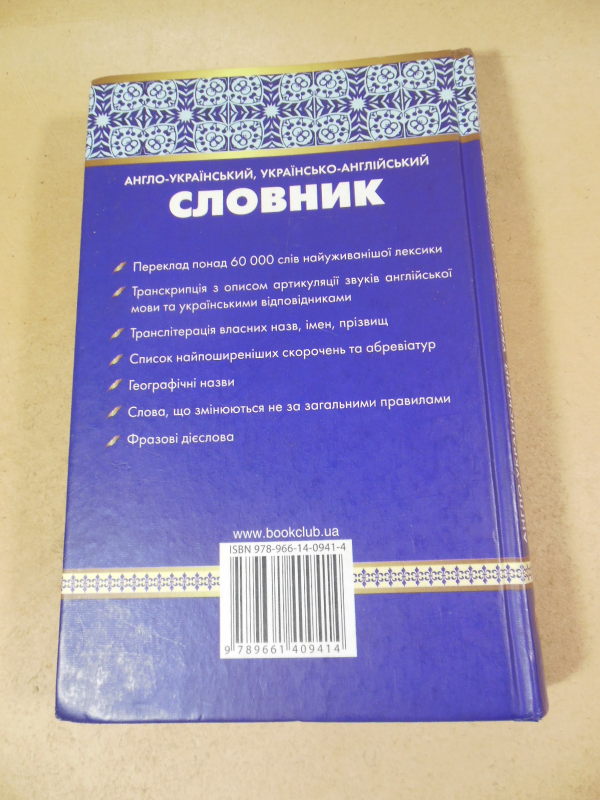 АНГЛО-УКРАЇНСЬКИЙ, УКРАЇНСЬКО-АНГЛІЙСЬКИЙ
СЛОВНИК
Переклад понад 60 000 слів найуживанішої лексики
Транскрипція з описом артикуляції звуків англійської
мови та українськими відповідниками
Транслітерація власних назв, імен, прізвищ
Список найпоширеніших скорочень та абревіатур
Географічні назви
Слова, що змінюються не за загальними правилами
Фразові дієслова
www.bookclub.ua
ISBN 978-966-14-0941-4
9 789661 409414